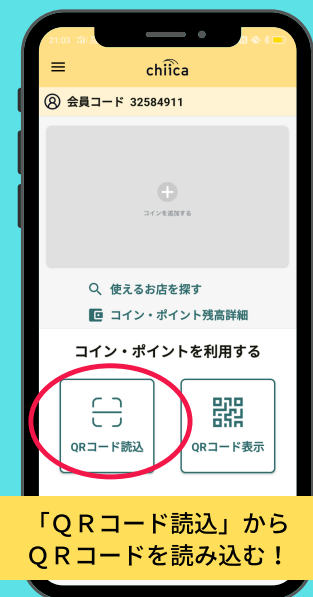 21:03
chiica
会員コード 32584911
コインを追加する
使えるお店を探す
コイン・ポイント残高詳細
コイン・ポイントを利用する
QRコード読込
QRコード表示
「ＱＲコード読込」から
ＱＲコードを読み込む！